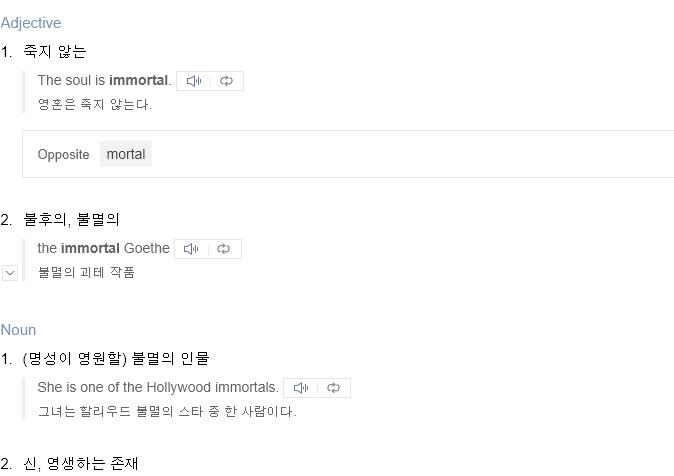 Adjective
1. 죽지 않는
The soul is immortal.
영혼은 죽지 않는다.
Opposite mortal
2. 불후의, 불멸의
the immortal Goethe
불멸의 괴테 작품
Noun
1. (명성이 영원할) 불멸의 인물
She is one of the Hollywood immortals.
그녀는 할리우드 불멸의 스타 중 한 사람이다.
2. 신, 영생하는 존재